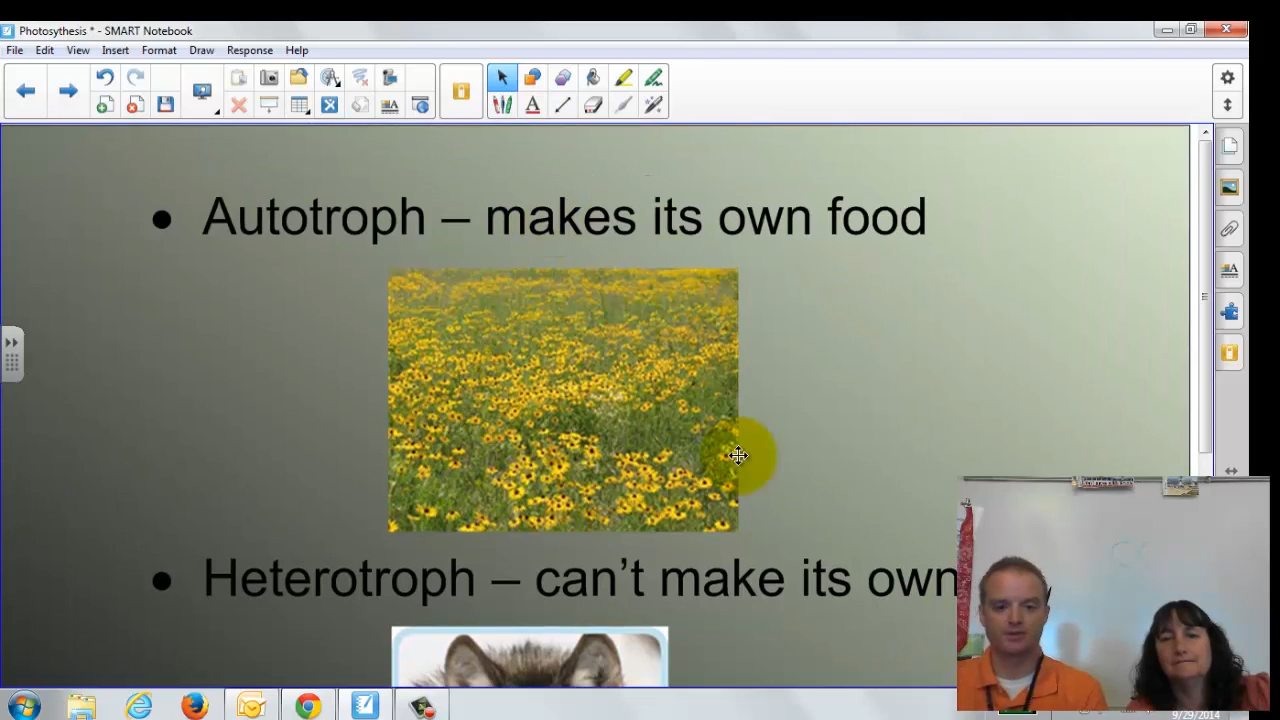 Photosythesis * - SMART Notebook
File Edit View Insert Format Draw Response Help
• Autotroph – makes its own food
• Heterotroph – can't make its own
9/29/2014